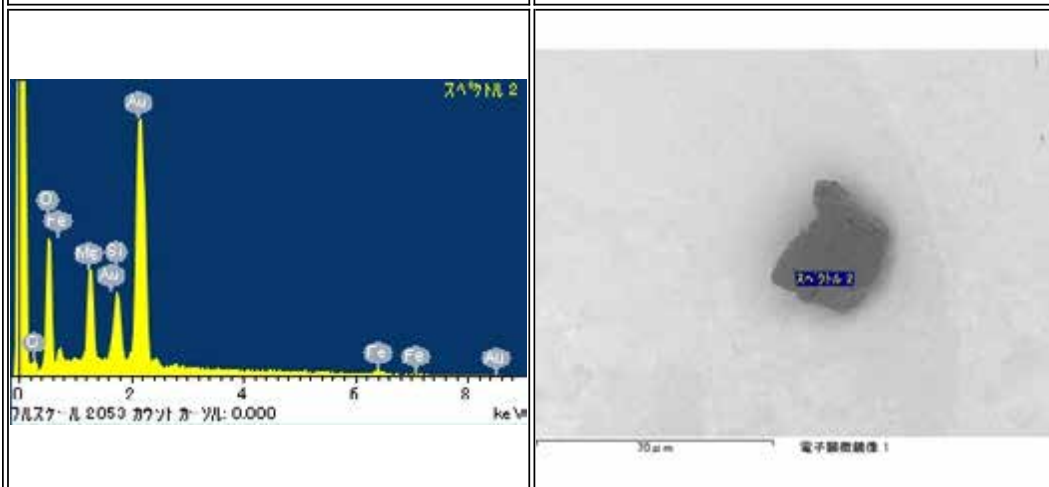 スペクトル 2
Au
O
Fe
Mg Si
Au
C
Fe Fe Au
0 2 4 6 8
フルスケール 2053 カウント カーソル: 0.000 keV
スペクトル 2
電子顕微鏡像 1